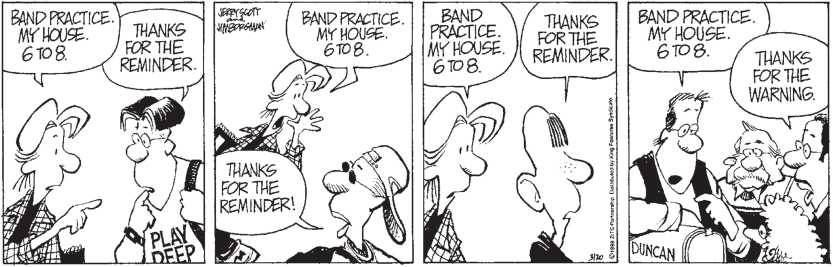 BAND PRACTICE.
MY HOUSE.
6 TO 8.
THANKS
FOR THE
REMINDER.
PLAY
DEEP
JERRY SCOTT
and
JIM BORGMAN
BAND PRACTICE.
MY HOUSE.
6 TO 8.
THANKS
FOR THE
REMINDER!
3/20
BAND
PRACTICE.
MY HOUSE.
6 TO 8.
THANKS
FOR THE
REMINDER.
©1998 ZITS Partnership. Distributed by King Features Syndicate
BAND PRACTICE.
MY HOUSE.
6 TO 8.
THANKS
FOR THE
WARNING.
DUNCAN